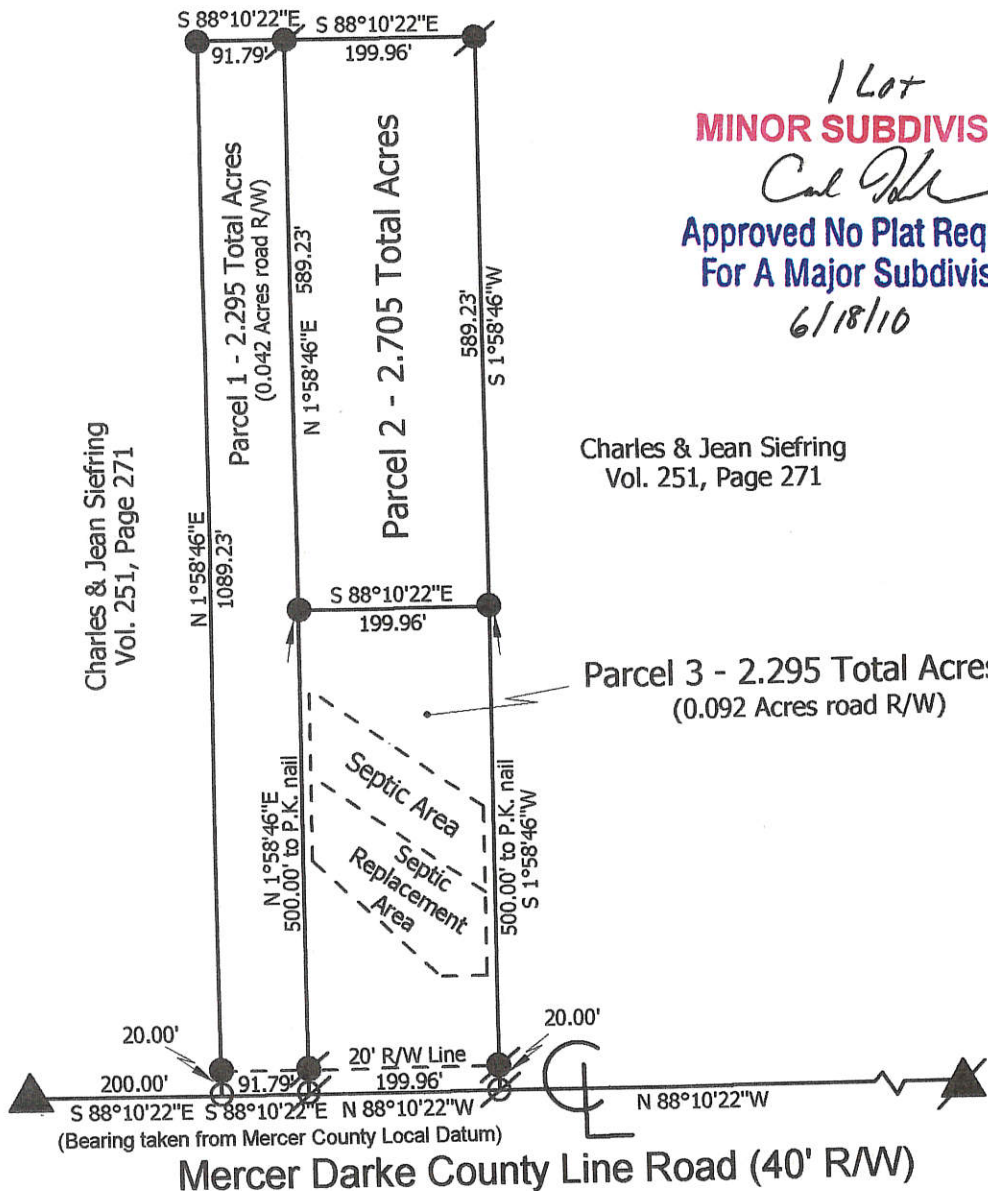 S 88°10'22"E
91.79'
S 88°10'22"E
199.96'
1 Lot
MINOR SUBDIVIS
Approved No Plat Req
For A Major Subdivis
6/18/10
Parcel 1 - 2.295 Total Acres
(0.042 Acres road R/W)
N 1°58'46"E 589.23'
Parcel 2 - 2.705 Total Acres
589.23'
S 1°58'46"W
Charles & Jean Siefring
Vol. 251, Page 271
N 1°58'46"E
1089.23'
Charles & Jean Siefring
Vol. 251, Page 271
S 88°10'22"E
199.96'
Parcel 3 - 2.295 Total Acres
(0.092 Acres road R/W)
N 1°58'46"E
500.00' to P.K. nail
Septic Area
Septic
Replacement
Area
500.00' to P.K. nail
S 1°58'46"W
20.00'
20' R/W Line
20.00'
200.00'
91.79'
199.96'
CL
S 88°10'22"E
S 88°10'22"E
N 88°10'22"W
N 88°10'22"W
(Bearing taken from Mercer County Local Datum)
Mercer Darke County Line Road (40' R/W)